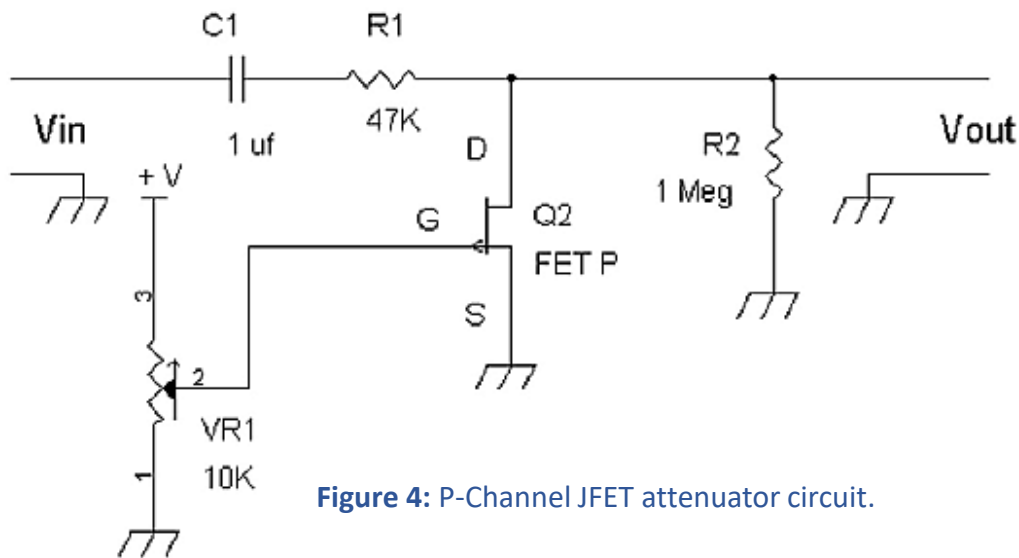 C1
R1
47K
1 uf
Vin
Vout
D
R2
1 Meg
+ V
G
Q2
FET P
S
3
2
VR1
10K
1
Figure 4: P-Channel JFET attenuator circuit.